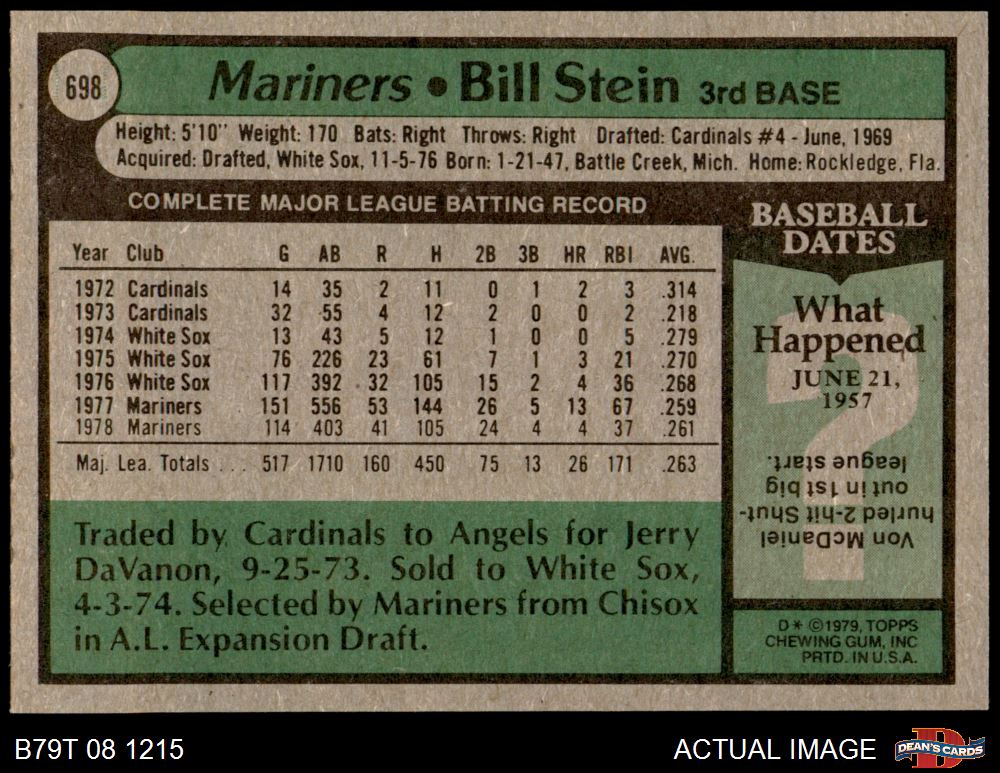 698
Mariners • Bill Stein 3rd BASE
Height: 5'10" Weight: 170 Bats: Right Throws: Right Drafted: Cardinals #4 - June, 1969
Acquired: Drafted, White Sox, 11-5-76 Born: 1-21-47, Battle Creek, Mich. Home: Rockledge, Fla.
COMPLETE MAJOR LEAGUE BATTING RECORD
Year Club G AB R H 2B 3B HR RBI AVG.
1972 Cardinals 14 35 2 11 0 1 2 3 .314
1973 Cardinals 32 55 4 12 2 0 0 2 .218
1974 White Sox 13 43 5 12 1 0 0 5 .279
1975 White Sox 76 226 23 61 7 1 3 21 .270
1976 White Sox 117 392 32 105 15 2 4 36 .268
1977 Mariners 151 556 53 144 26 5 13 67 .259
1978 Mariners 114 403 41 105 24 4 4 37 .261
Maj. Lea. Totals ... 517 1710 160 450 75 13 26 171 .263
Traded by Cardinals to Angels for Jerry
DaVanon, 9-25-73. Sold to White Sox,
4-3-74. Selected by Mariners from Chisox
in A.L. Expansion Draft.
BASEBALL
DATES
What
Happened
JUNE 21,
1957
?
Von McDaniel
hurled 2-hit Shut-
out in 1st big
league start.
D* ©1979, TOPPS
CHEWING GUM, INC
PRTD. IN U.S.A.
B79T 08 1215
ACTUAL IMAGE
D
DEAN'S CARDS